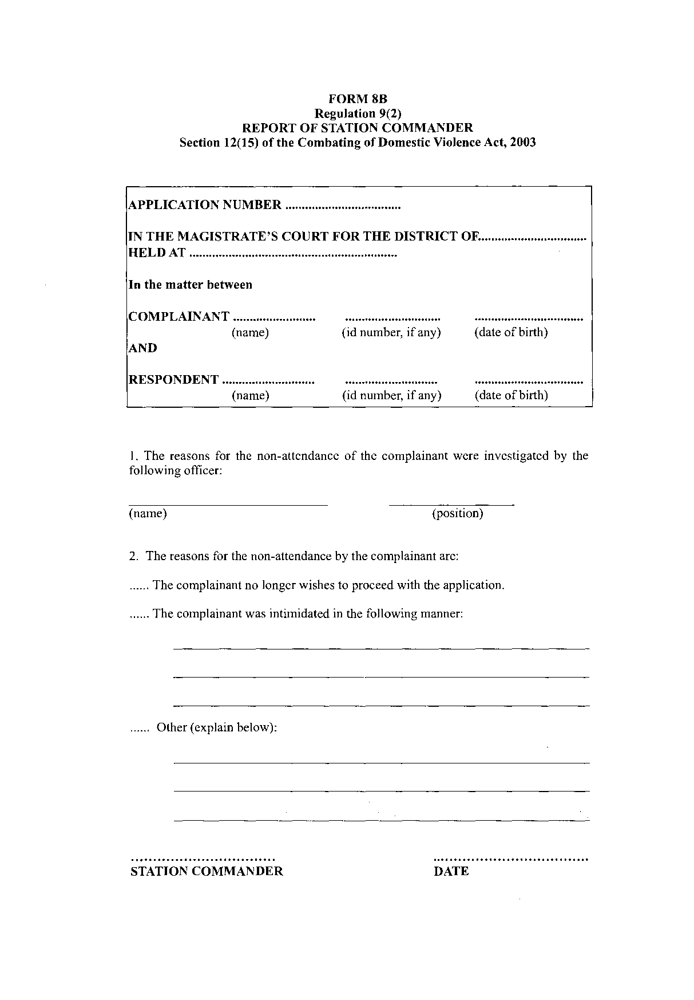 FORM 8B
Regulation 9(2)
REPORT OF STATION COMMANDER
Section 12(15) of the Combating of Domestic Violence Act, 2003
APPLICATION NUMBER ...................................
IN THE MAGISTRATE'S COURT FOR THE DISTRICT OF.................................
HELD AT ...............................................................
In the matter between
COMPLAINANT ......................... ............................. .................................
(name) (id number, if any) (date of birth)
AND
RESPONDENT ............................ ............................ .................................
(name) (id number, if any) (date of birth)
1. The reasons for the non-attendance of the complainant were investigated by the
following officer:
(name) (position)
2. The reasons for the non-attendance by the complainant are:
...... The complainant no longer wishes to proceed with the application.
...... The complainant was intimidated in the following manner:
...... Other (explain below):
................................. ...................................
STATION COMMANDER DATE